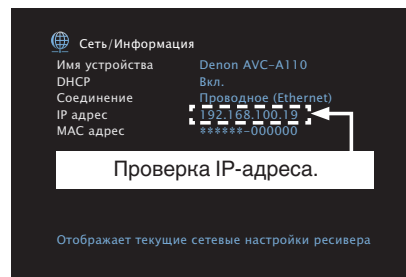 Сеть/Информация
Имя устройства Denon AVC-A110
DHCP Вкл.
Соединение Проводное (Ethernet)
IP адрес 192.168.100.19
MAC адрес ******-000000
Проверка IP-адреса.
Отображает текущие сетевые настройки ресивера